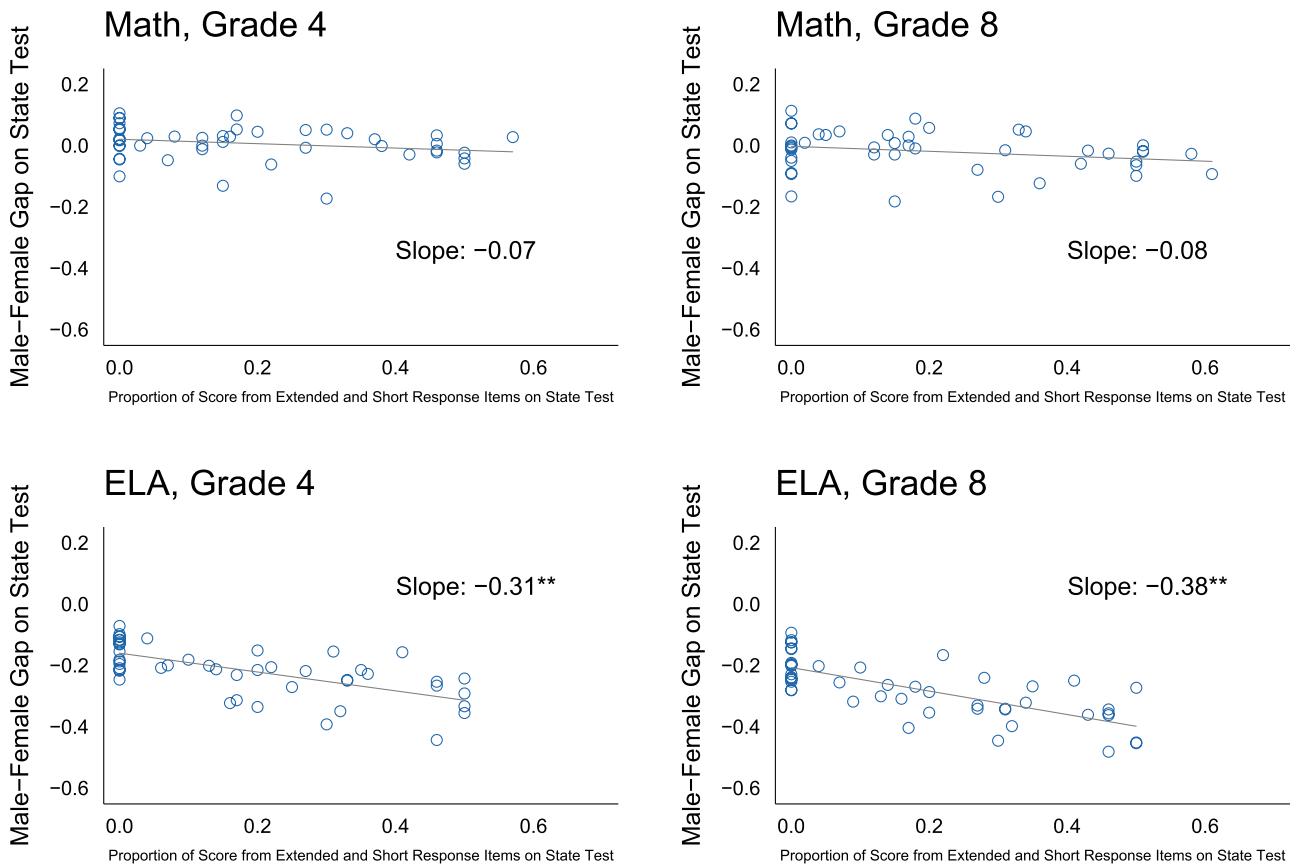 Math, Grade 4
Male−Female Gap on State Test
0.2
0.0
−0.2
−0.4
−0.6
Slope: −0.07
0.0 0.2 0.4 0.6
Proportion of Score from Extended and Short Response Items on State Test
Math, Grade 8
Male−Female Gap on State Test
0.2
0.0
−0.2
−0.4
−0.6
Slope: −0.08
0.0 0.2 0.4 0.6
Proportion of Score from Extended and Short Response Items on State Test
ELA, Grade 4
Male−Female Gap on State Test
0.2
0.0
−0.2
−0.4
−0.6
Slope: −0.31**
0.0 0.2 0.4 0.6
Proportion of Score from Extended and Short Response Items on State Test
ELA, Grade 8
Male−Female Gap on State Test
0.2
0.0
−0.2
−0.4
−0.6
Slope: −0.38**
0.0 0.2 0.4 0.6
Proportion of Score from Extended and Short Response Items on State Test